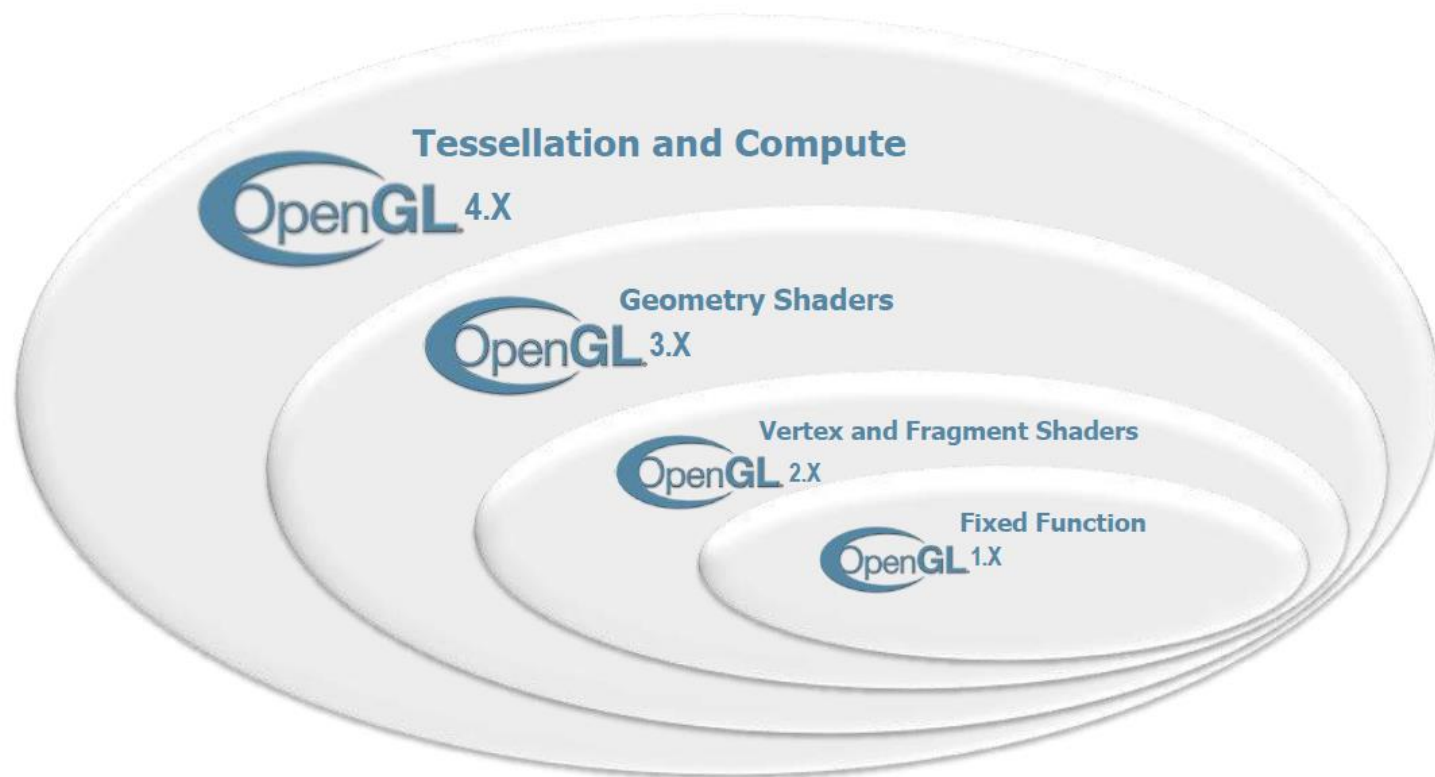 Tessellation and Compute
OpenGL 4.X
Geometry Shaders
OpenGL 3.X
Vertex and Fragment Shaders
OpenGL 2.X
Fixed Function
OpenGL 1.X